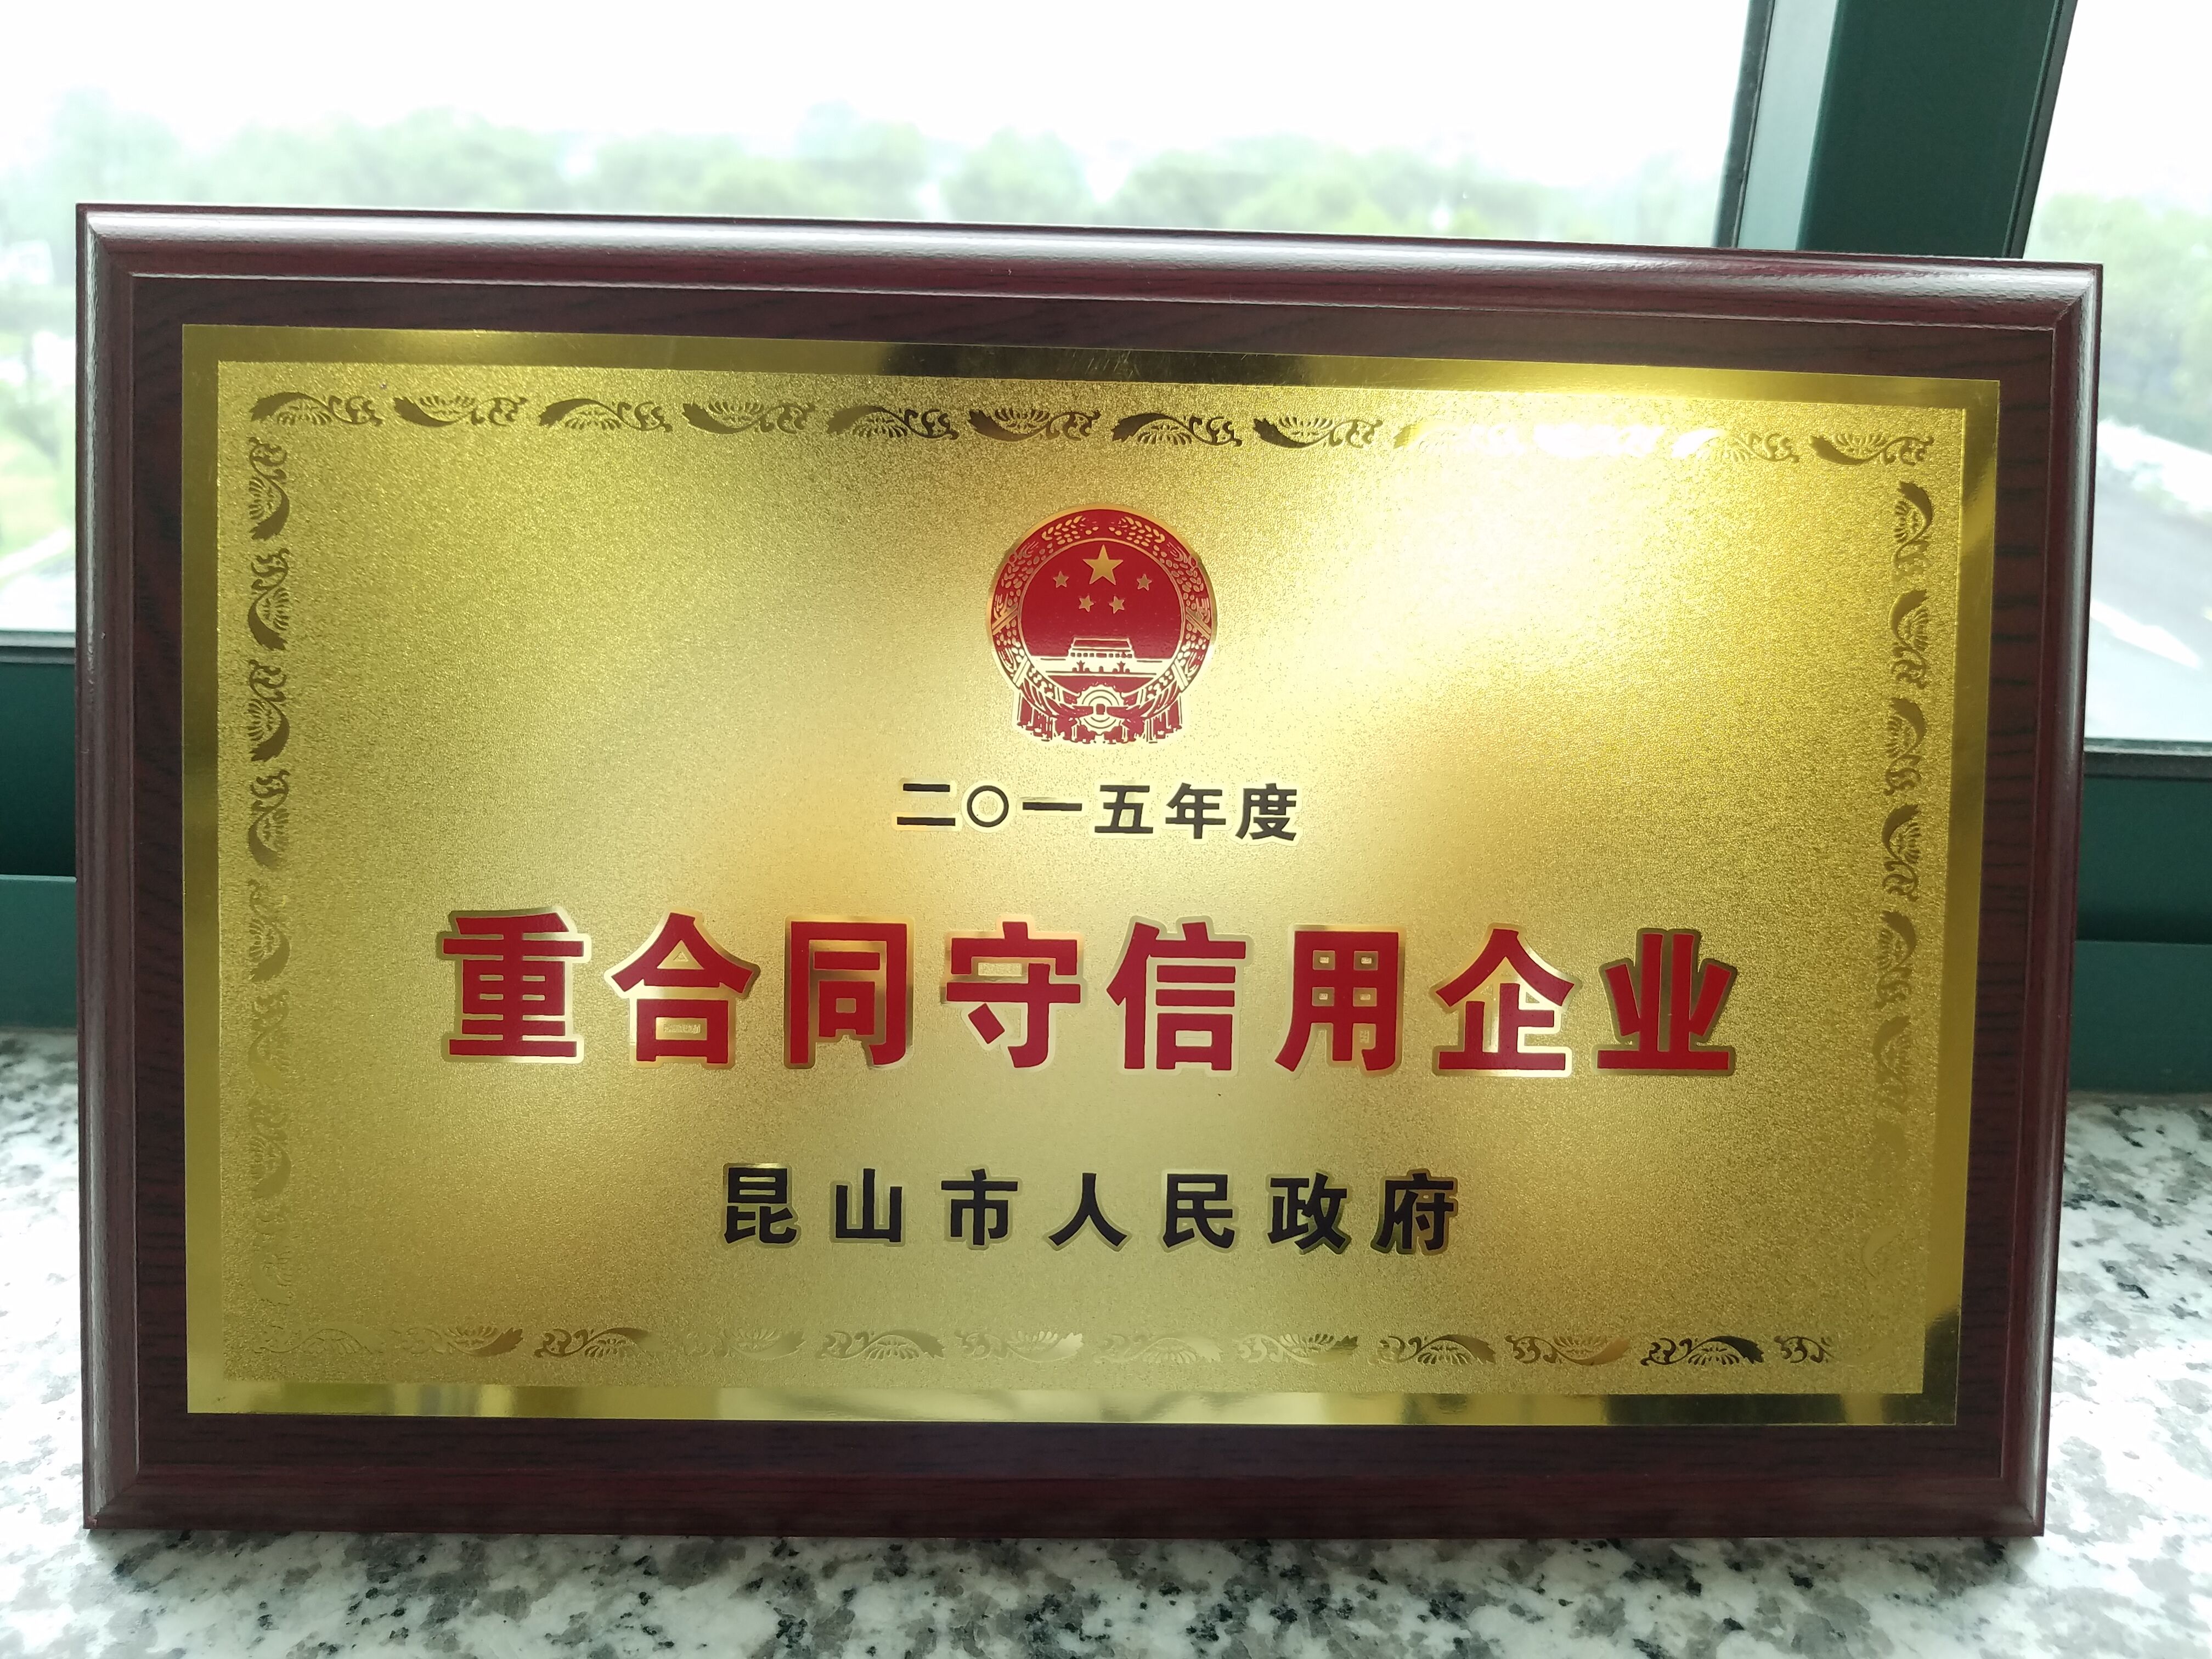 二〇一五年度
重合同守信用企业
昆山市人民政府